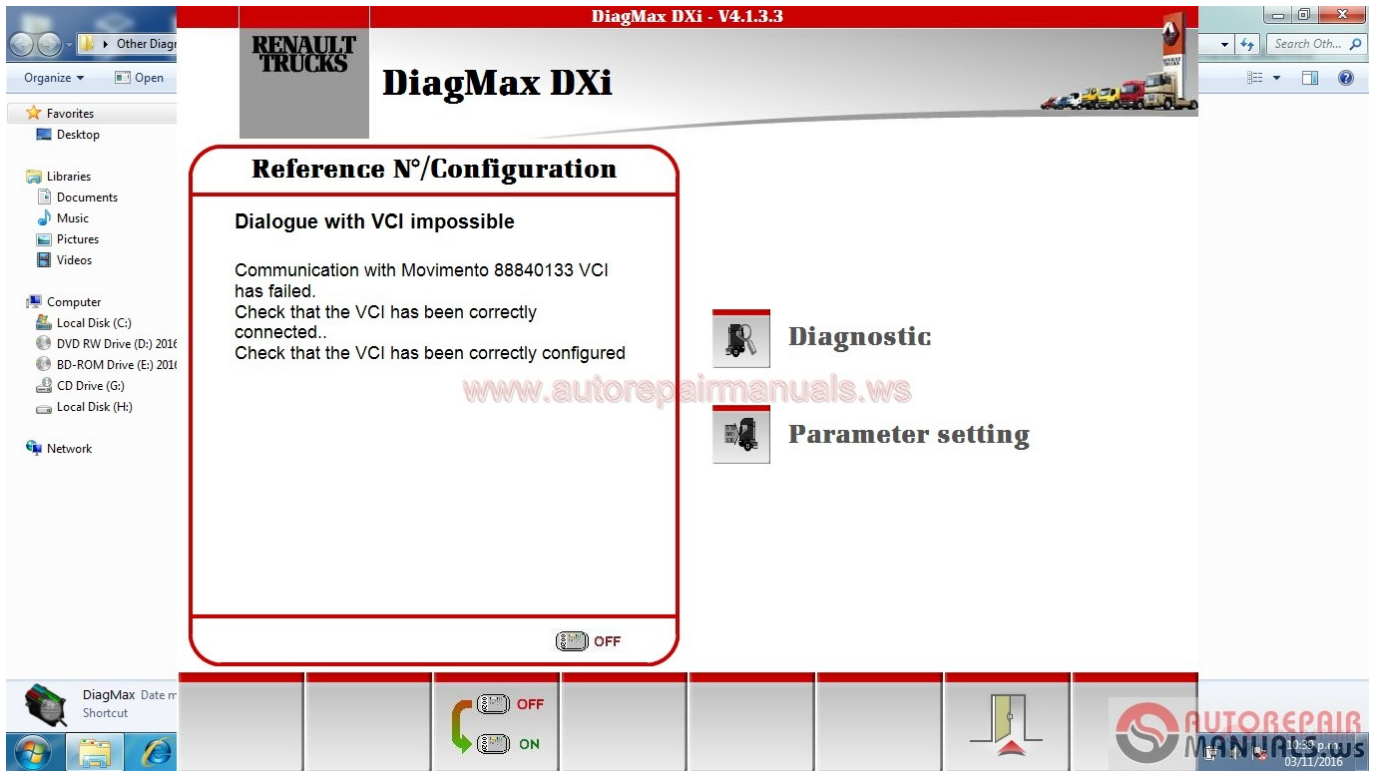 DiagMax DXi - V4.1.3.3
Other Diagr
Search Oth...
RENAULT
TRUCKS
DiagMax DXi
Organize
Open
Favorites
Desktop
Libraries
Documents
Music
Pictures
Videos
Computer
Local Disk (C:)
DVD RW Drive (D:) 2016
BD-ROM Drive (E:) 2016
CD Drive (G:)
Local Disk (H:)
Network
Reference N°/Configuration
Dialogue with VCI impossible
Communication with Movimento 88840133 VCI
has failed.
Check that the VCI has been correctly
connected..
Check that the VCI has been correctly configured
OFF
Diagnostic
Parameter setting
www.autorepairmanuals.ws
DiagMax Date m
Shortcut
OFF
ON
AUTOREPAIR
MANUALS.ws
10:59 p.m.
03/11/2016